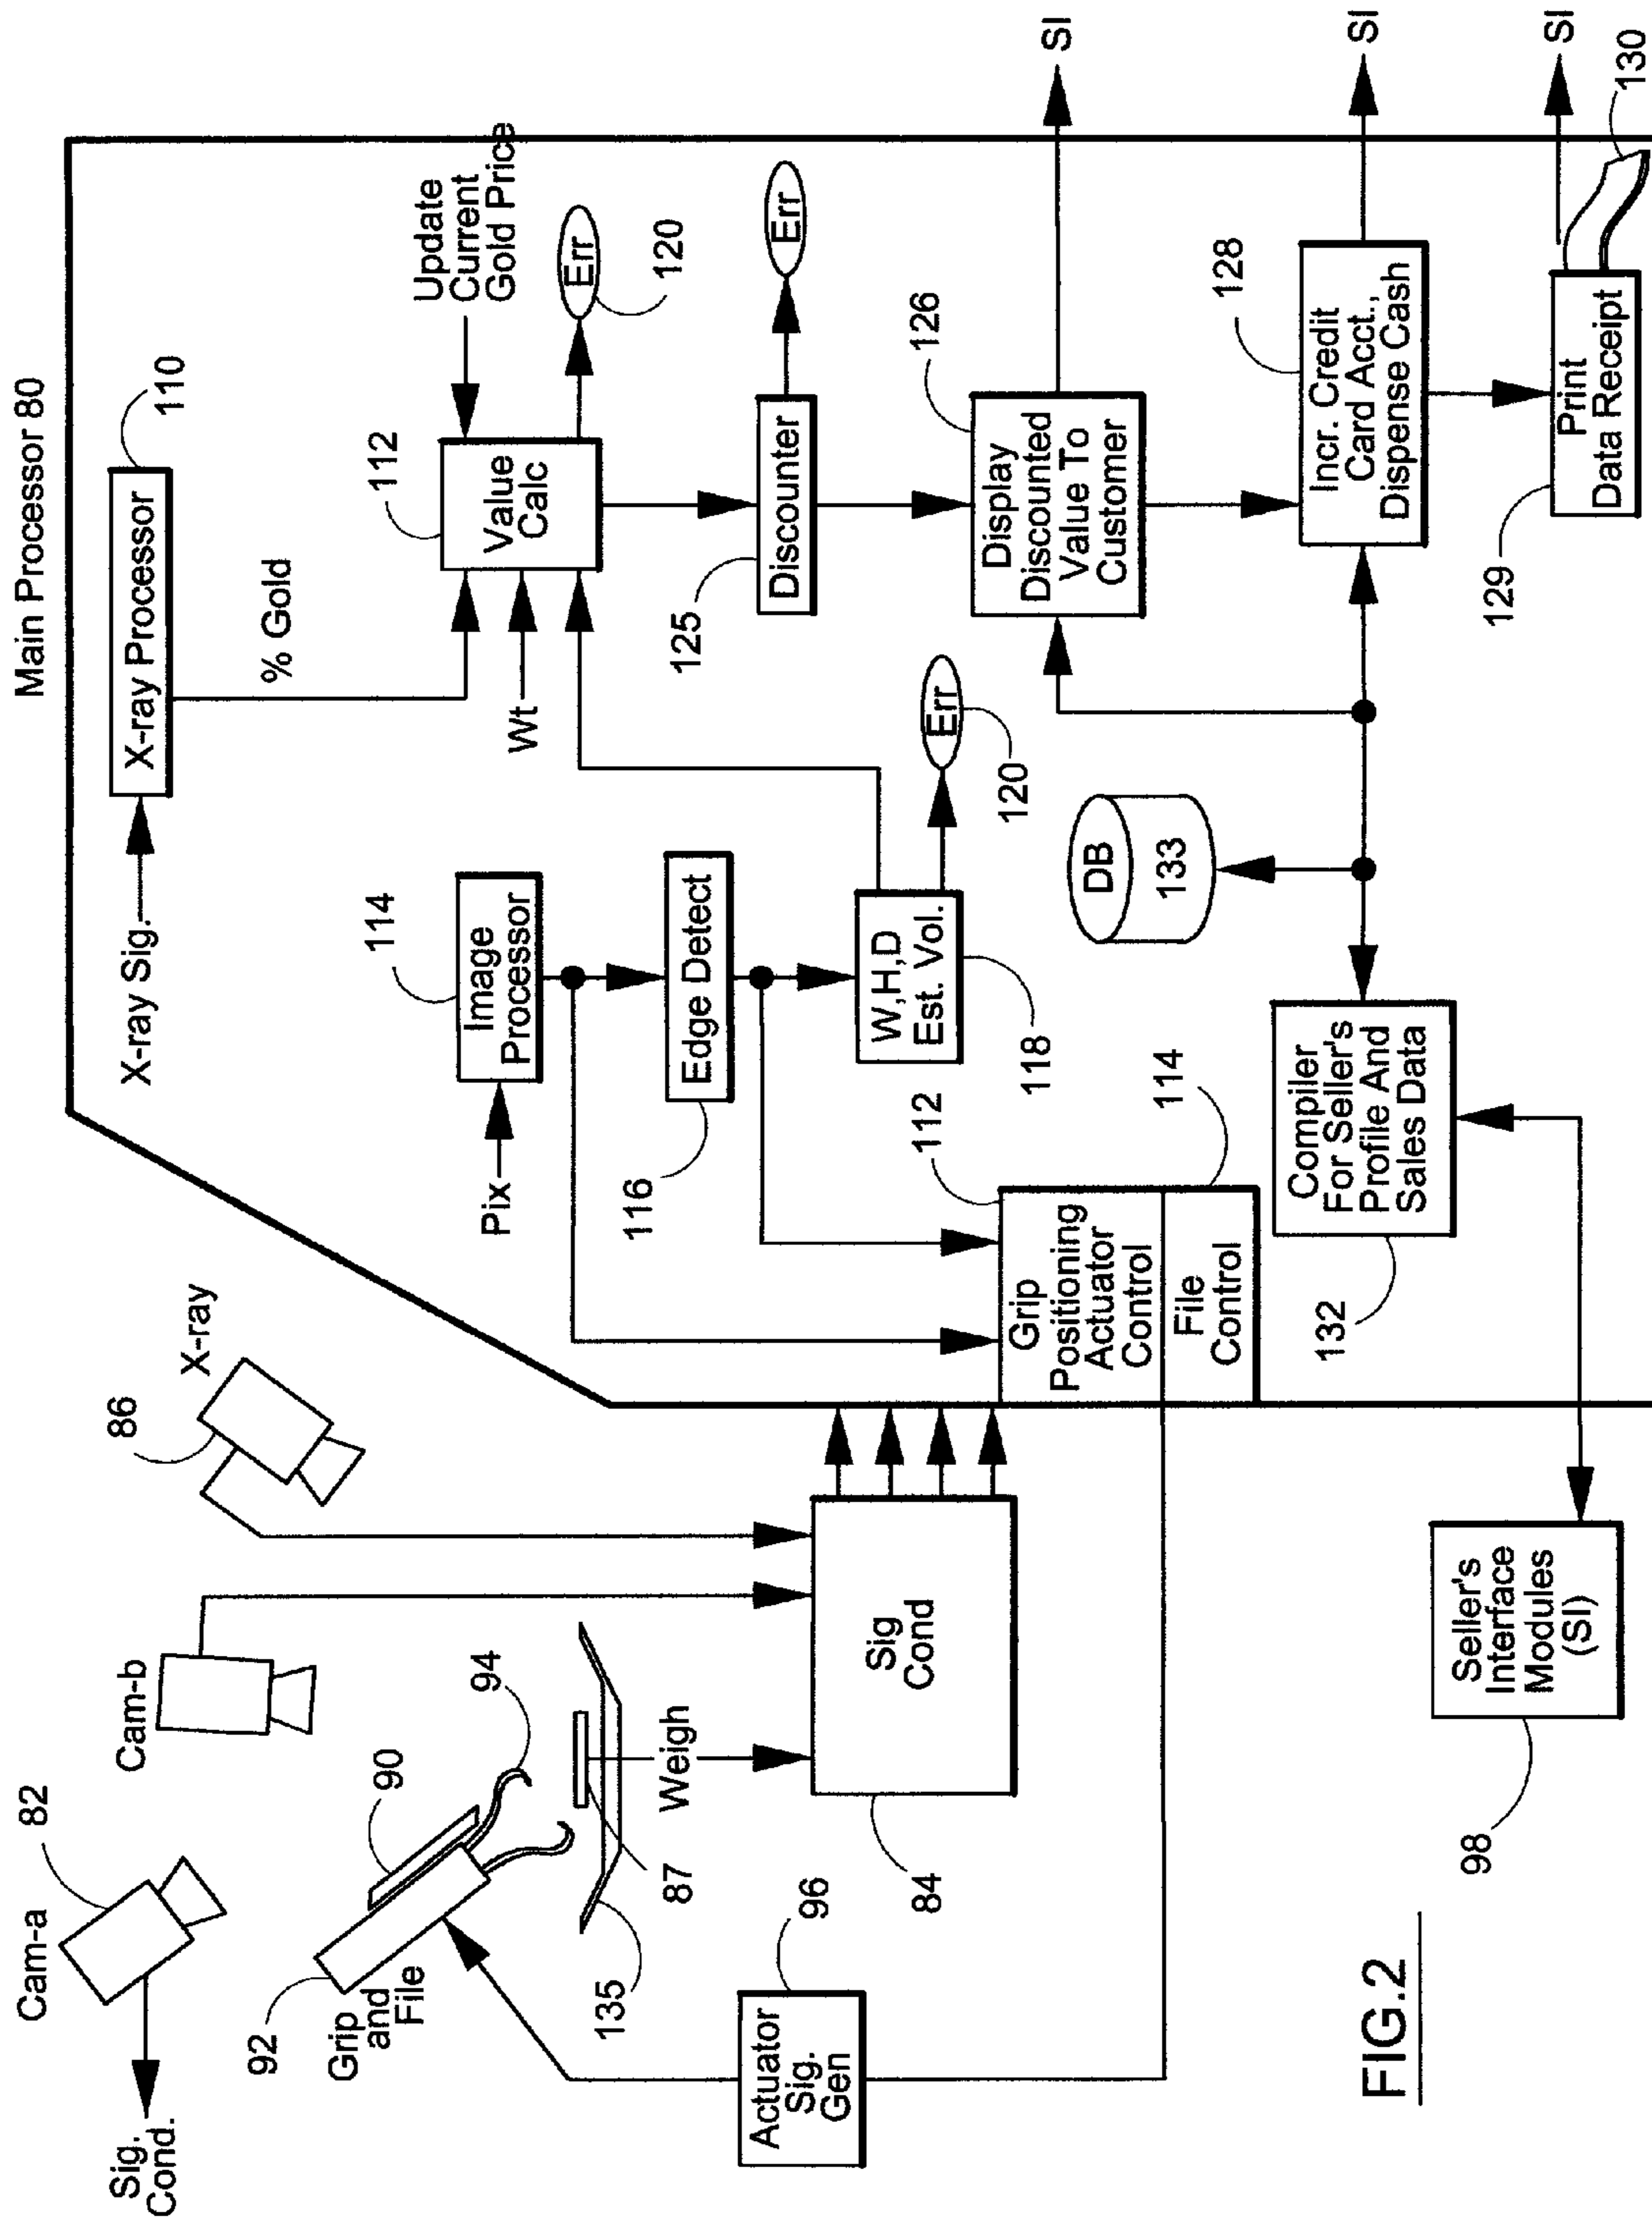 Main Processor 80
X-ray Sig.
X-ray Processor
110
% Gold
Update
Current
Gold Price
112
Value
Calc
Wt
Err
120
Pix
114
Image
Processor
116
Edge Detect
118
W,H,D
Est. Vol.
Err
120
125
Discounter
Err
126
Display
Discounted
Value To
Customer
SI
128
Incr. Credit
Card Acct.,
Dispense Cash
SI
129
Print
Data Receipt
SI
130
DB
133
132
Compiler
For Seller's
Profile And
Sales Data
112
Grip
Positioning
Actuator
Control
114
File
Control
Sig.
Cond.
Cam-a
82
Cam-b
86
X-ray
92
Grip
and
File
90
94
135
87
Weigh
84
Sig
Cond
96
Actuator
Sig.
Gen
98
Seller's
Interface
Modules
(SI)
FIG.2